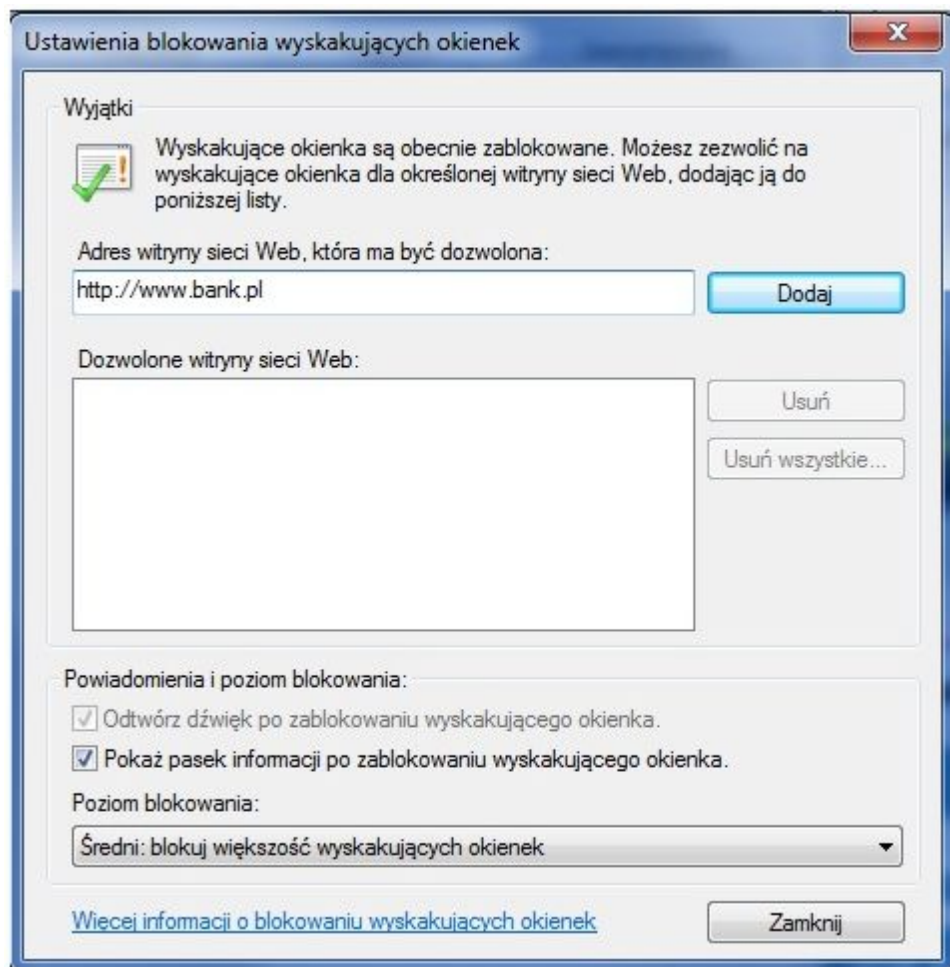 Ustawienia blokowania wyskakujących okienek
Wyjątki
Wyskakujące okienka są obecnie zablokowane. Możesz zezwolić na
wyskakujące okienka dla określonej witryny sieci Web, dodając ją do
poniższej listy.
Adres witryny sieci Web, która ma być dozwolona:
http://www.bank.pl
Dodaj
Dozwolone witryny sieci Web:
Usuń
Usuń wszystkie...
Powiadomienia i poziom blokowania:
Odtwórz dźwięk po zablokowaniu wyskakującego okienka.
Pokaż pasek informacji po zablokowaniu wyskakującego okienka.
Poziom blokowania:
Średni: blokuj większość wyskakujących okienek
Więcej informacji o blokowaniu wyskakujących okienek
Zamknij